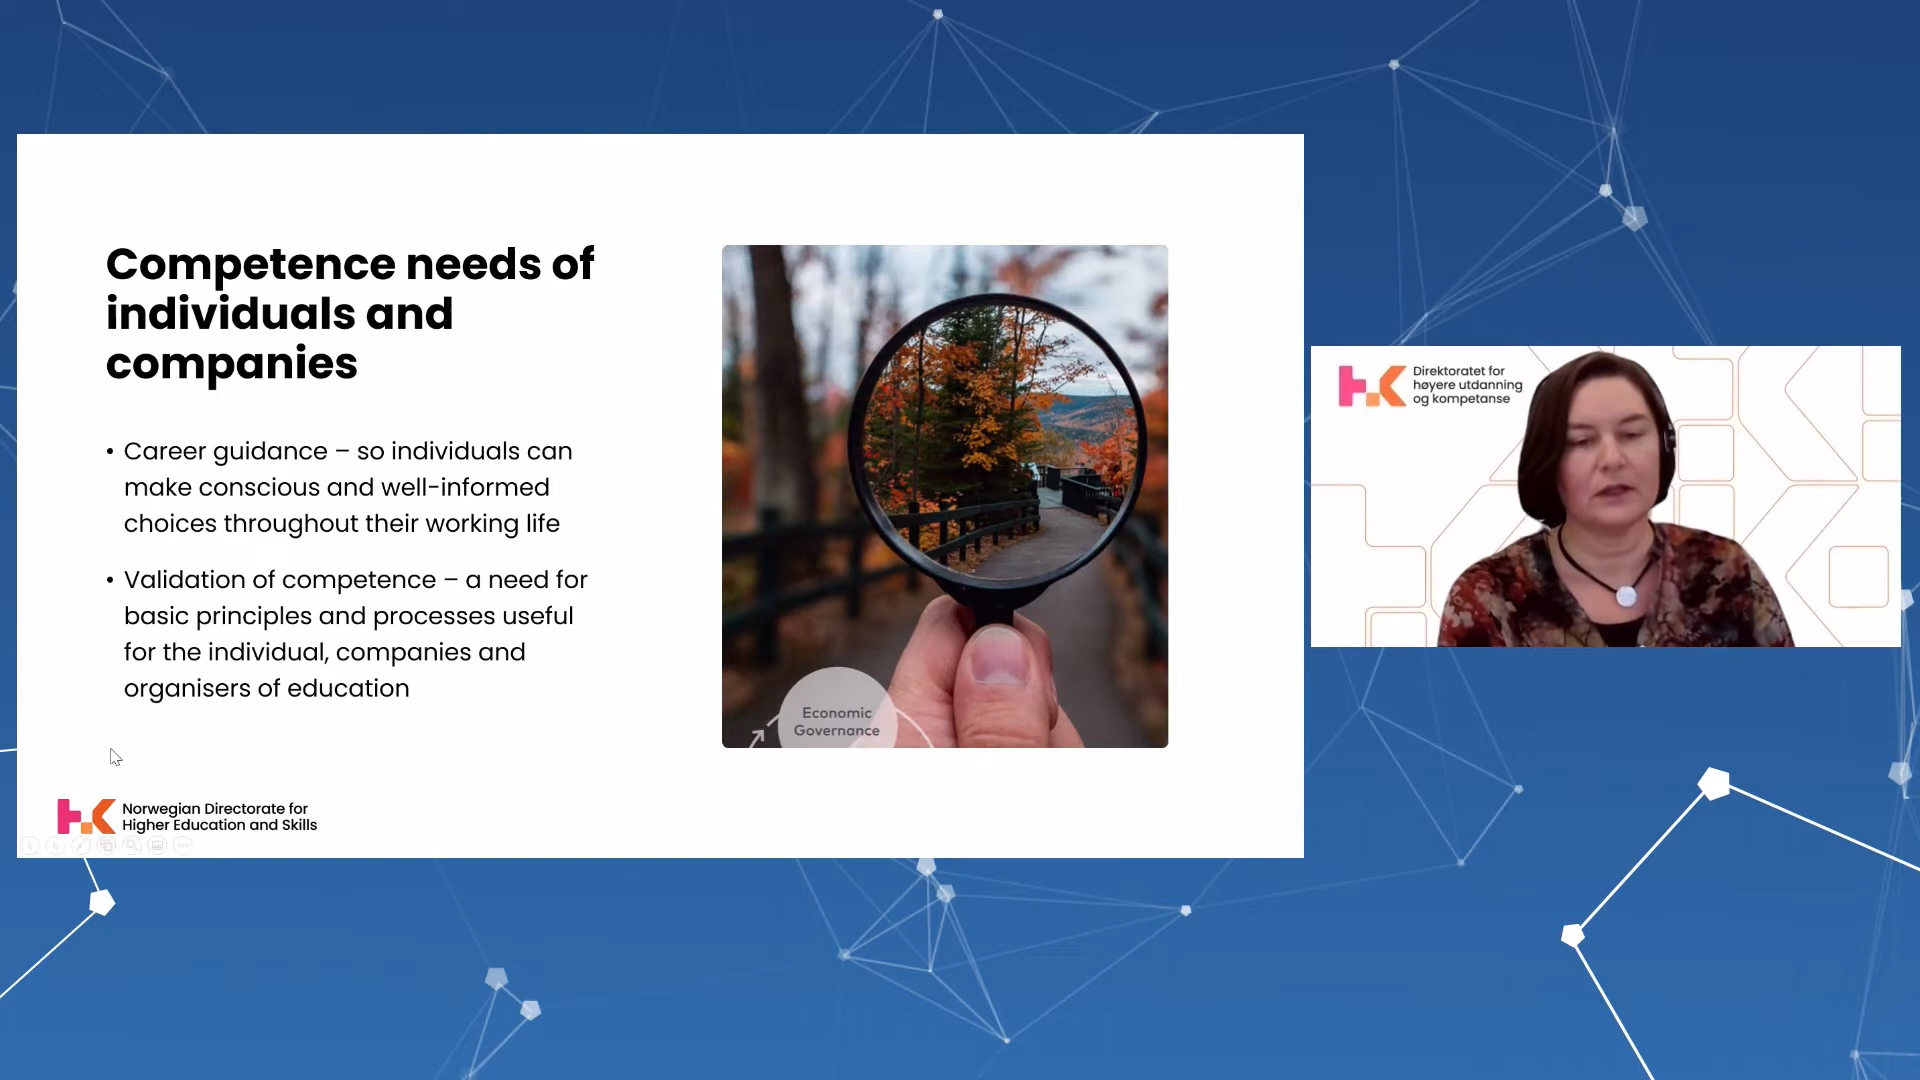 Competence needs of
individuals and
companies
• Career guidance – so individuals can
make conscious and well-informed
choices throughout their working life
• Validation of competence – a need for
basic principles and processes useful
for the individual, companies and
organisers of education
Economic
Governance
Norwegian Directorate for
Higher Education and Skills
Direktoratet for
høyere utdanning
og kompetanse